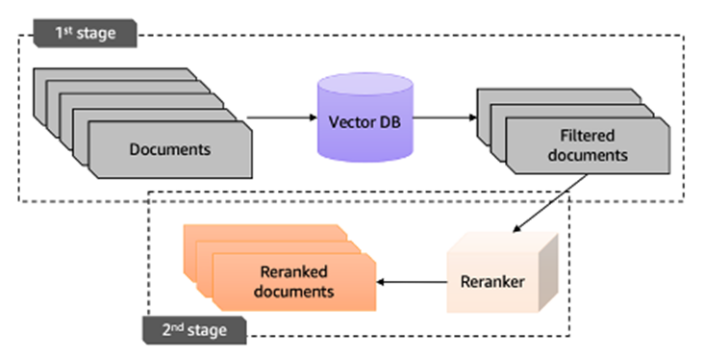 1st stage
Documents
Vector DB
Filtered
documents
Reranked
documents
Reranker
2nd stage